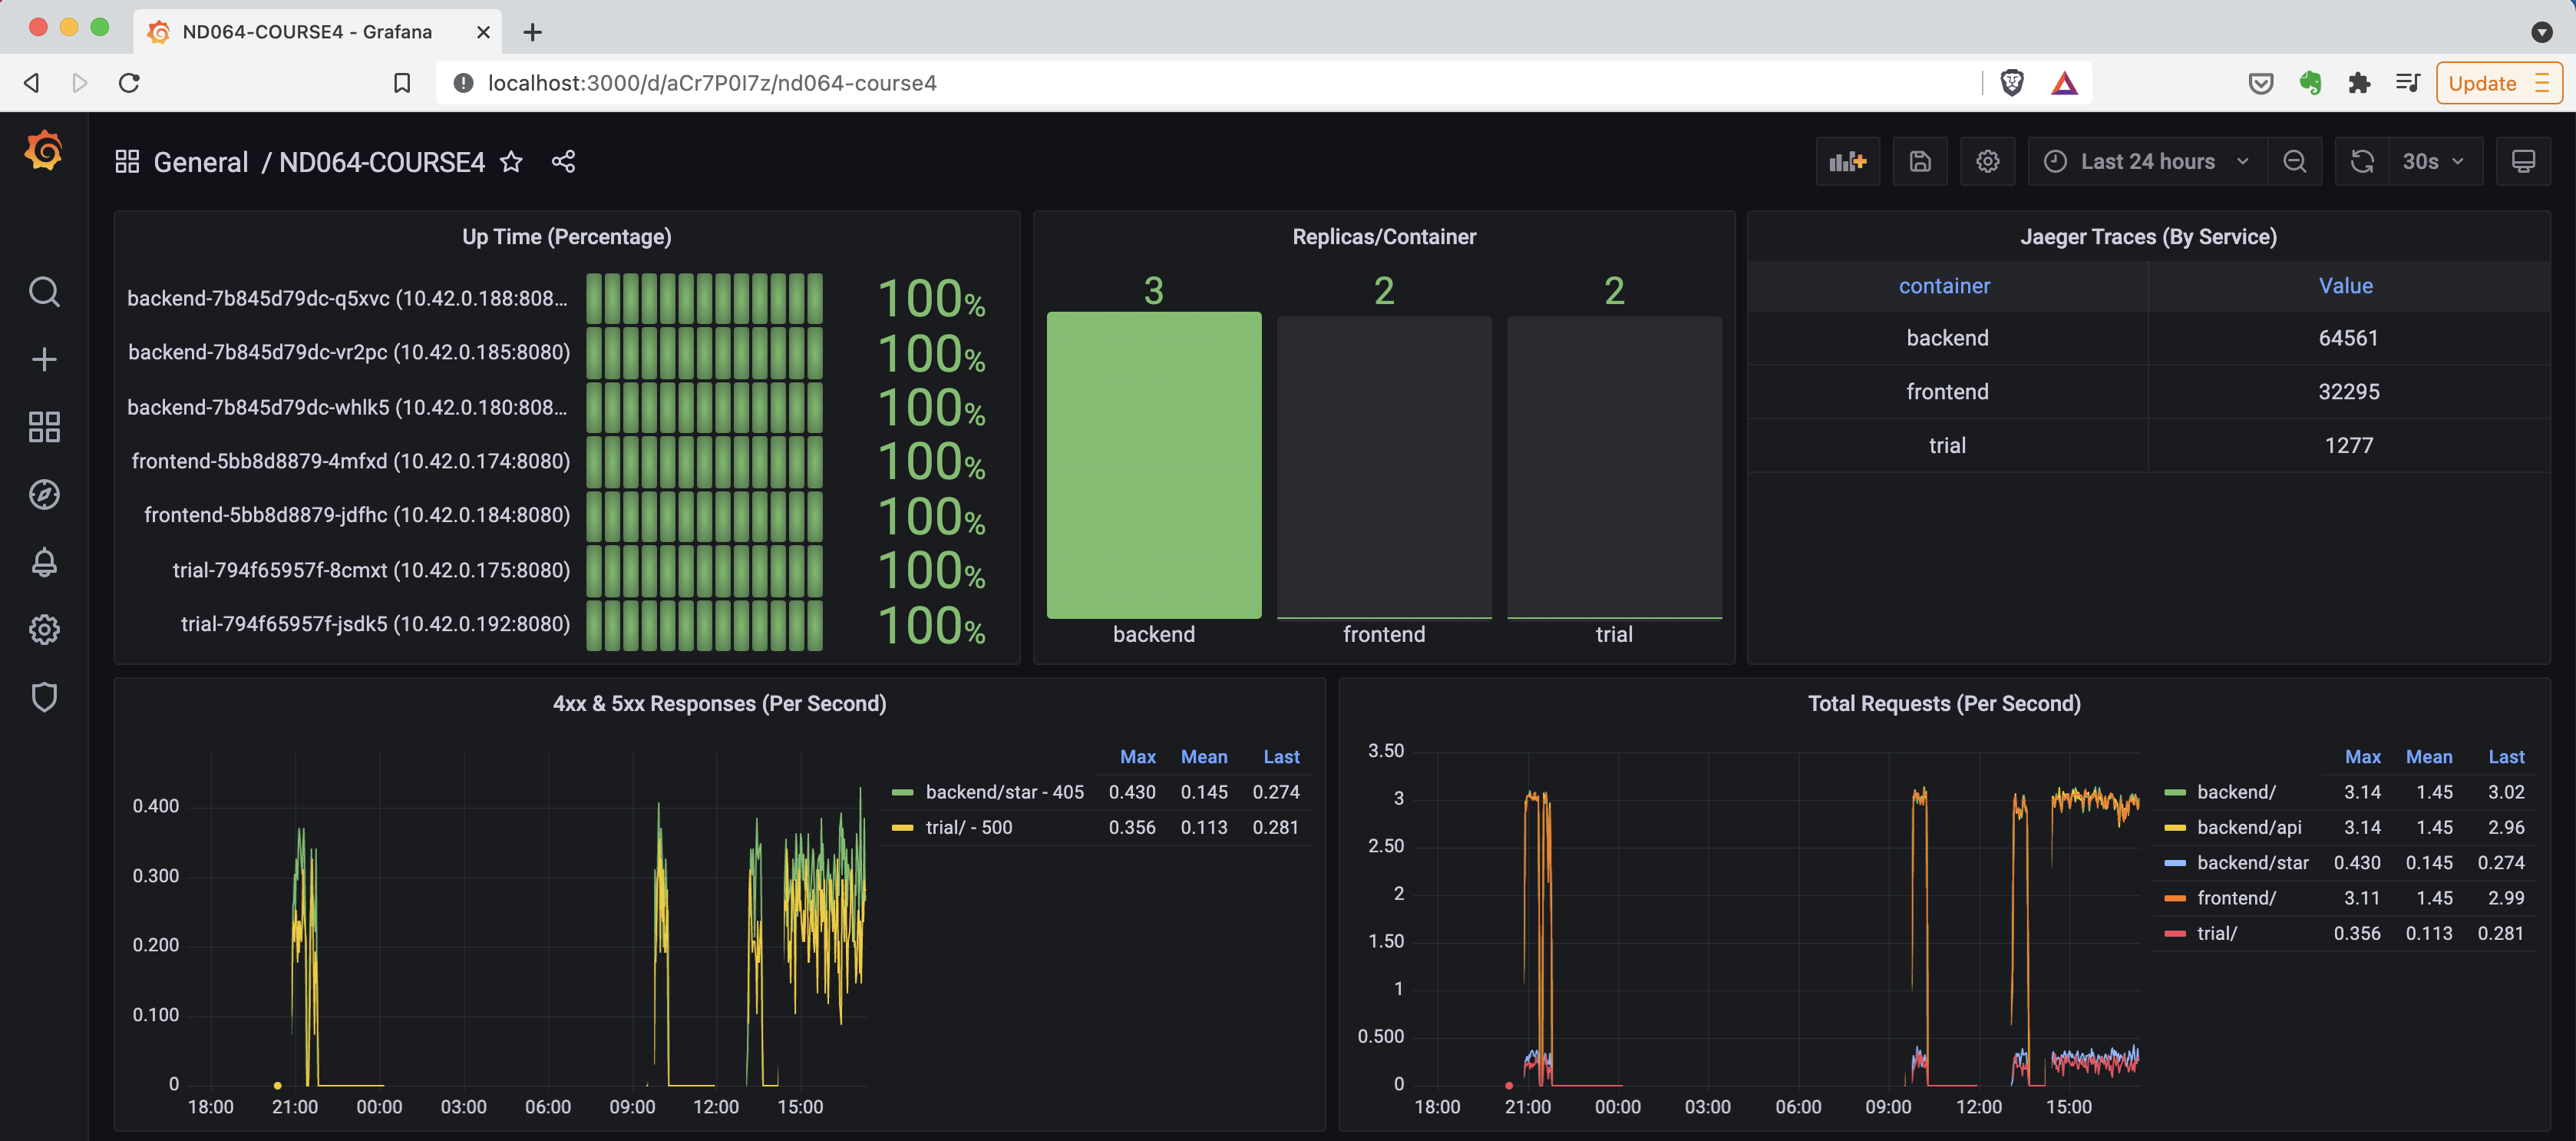 ND064-COURSE4 - Grafana
localhost:3000/d/aCr7P0I7z/nd064-course4
Update
General / ND064-COURSE4
Last 24 hours
30s
Up Time (Percentage)
backend-7b845d79dc-q5xvc (10.42.0.188:808... 100%
backend-7b845d79dc-vr2pc (10.42.0.185:8080) 100%
backend-7b845d79dc-whlk5 (10.42.0.180:808... 100%
frontend-5bb8d8879-4mfxd (10.42.0.174:8080) 100%
frontend-5bb8d8879-jdfhc (10.42.0.184:8080) 100%
trial-794f65957f-8cmxt (10.42.0.175:8080) 100%
trial-794f65957f-jsdk5 (10.42.0.192:8080) 100%
Replicas/Container
3 2 2
backend frontend trial
Jaeger Traces (By Service)
container Value
backend 64561
frontend 32295
trial 1277
4xx & 5xx Responses (Per Second)
0.400
0.300
0.200
0.100
0
18:00 21:00 00:00 03:00 06:00 09:00 12:00 15:00
Max Mean Last
backend/star - 405 0.430 0.145 0.274
trial/ - 500 0.356 0.113 0.281
Total Requests (Per Second)
3.50
3
2.50
2
1.50
1
0.500
0
18:00 21:00 00:00 03:00 06:00 09:00 12:00 15:00
Max Mean Last
backend/ 3.14 1.45 3.02
backend/api 3.14 1.45 2.96
backend/star 0.430 0.145 0.274
frontend/ 3.11 1.45 2.99
trial/ 0.356 0.113 0.281